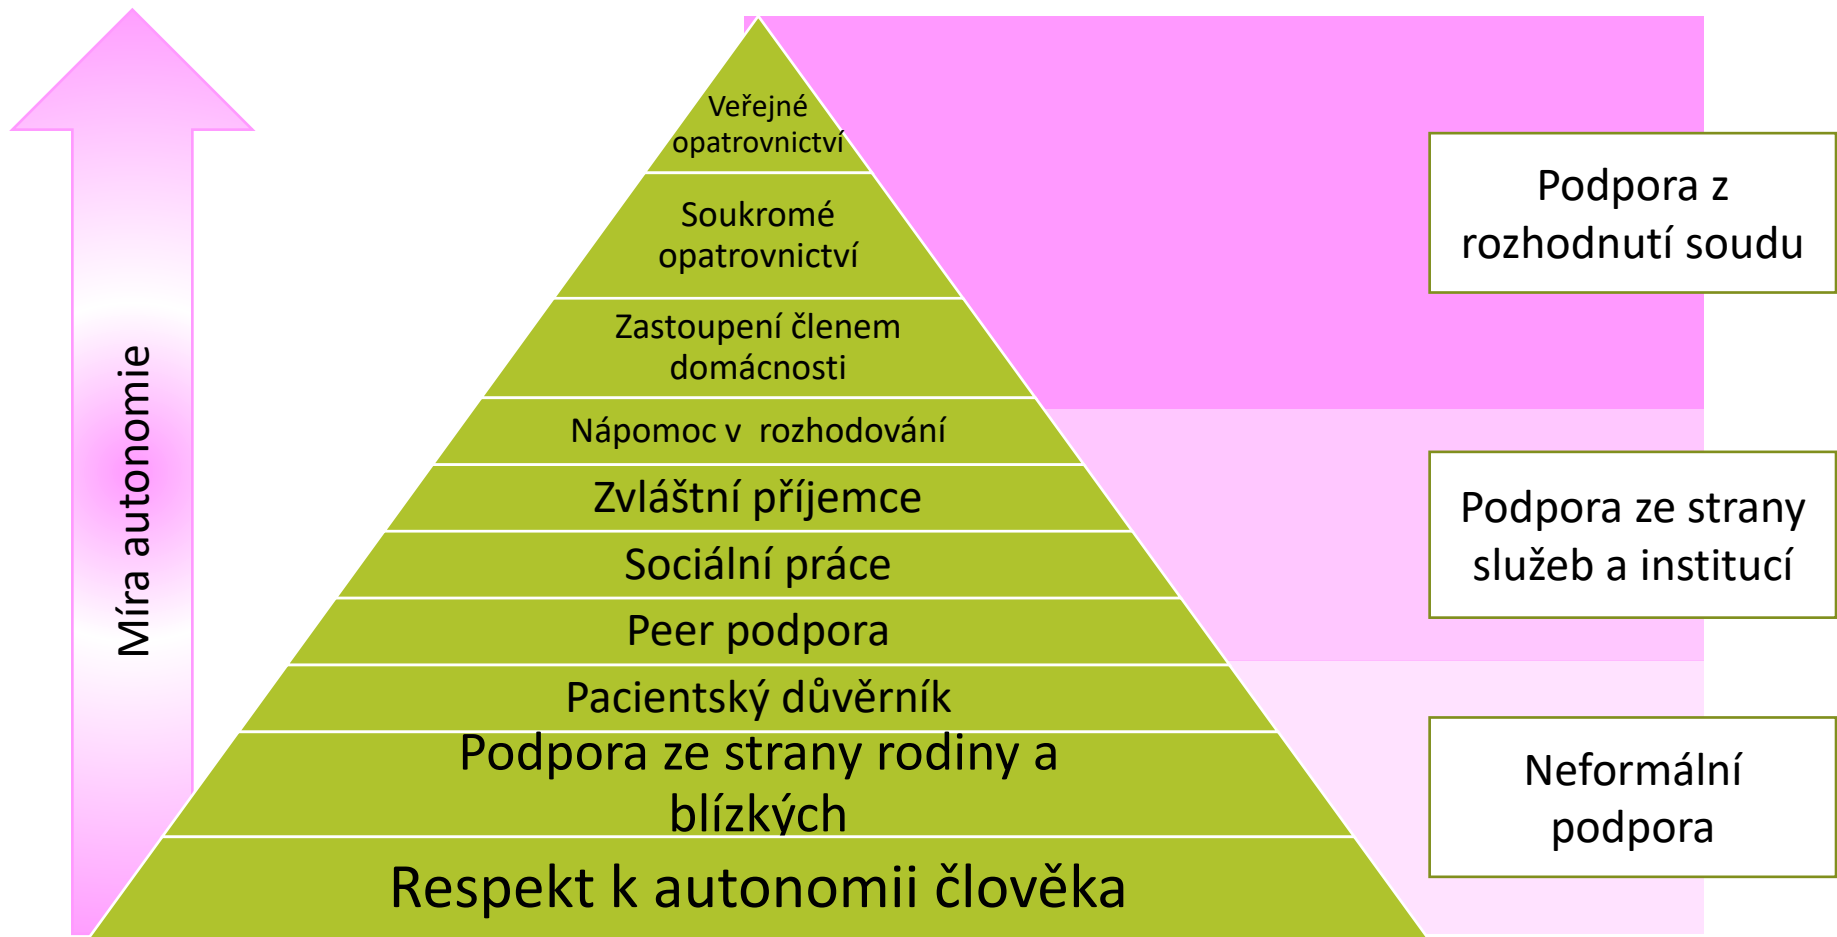 Míra autonomie
Veřejné
opatrovnictví
Soukromé
opatrovnictví
Zastoupení členem
domácnosti
Nápomoc v  rozhodování
Zvláštní příjemce
Sociální práce
Peer podpora
Pacientský důvěrník
Podpora ze strany rodiny a
blízkých
Respekt k autonomii člověka
Podpora z
rozhodnutí soudu
Podpora ze strany
služeb a institucí
Neformální
podpora